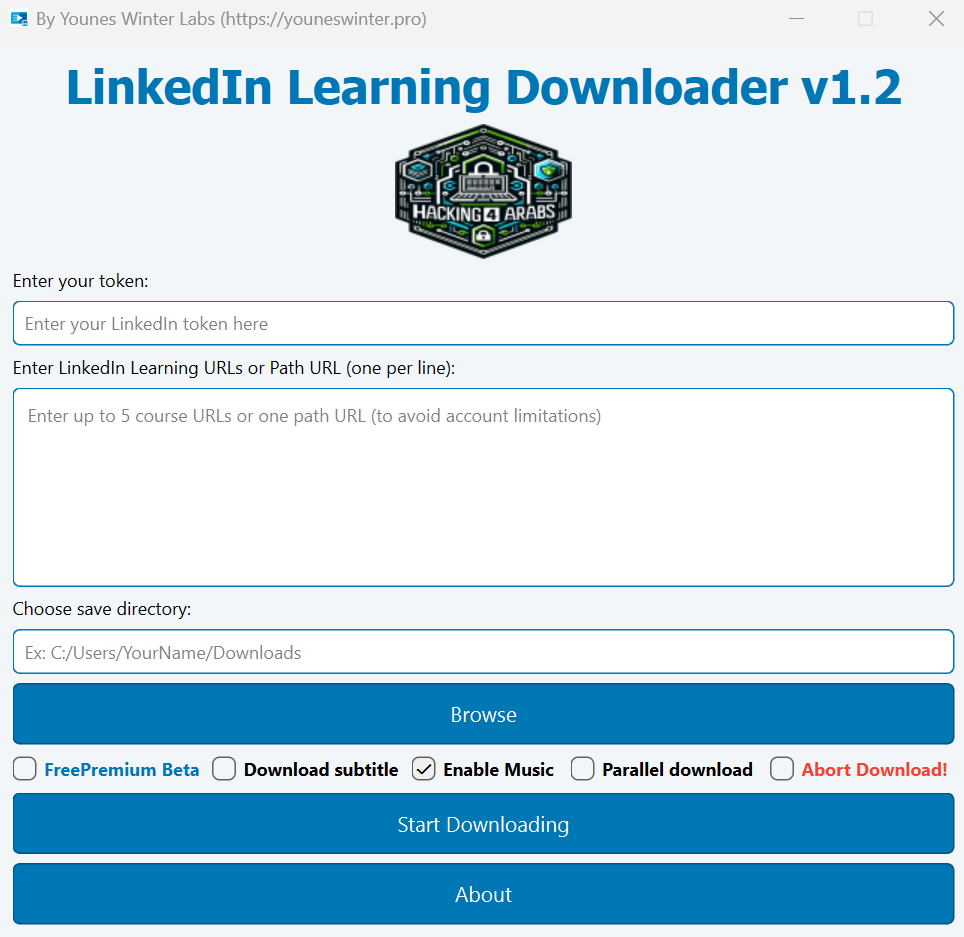 By Younes Winter Labs (https://youneswinter.pro)
LinkedIn Learning Downloader v1.2
HACKING 4 ARABS
Enter your token:
Enter your LinkedIn token here
Enter LinkedIn Learning URLs or Path URL (one per line):
Enter up to 5 course URLs or one path URL (to avoid account limitations)
Choose save directory:
Ex: C:/Users/YourName/Downloads
Browse
FreePremium Beta Download subtitle Enable Music Parallel download Abort Download!
Start Downloading
About